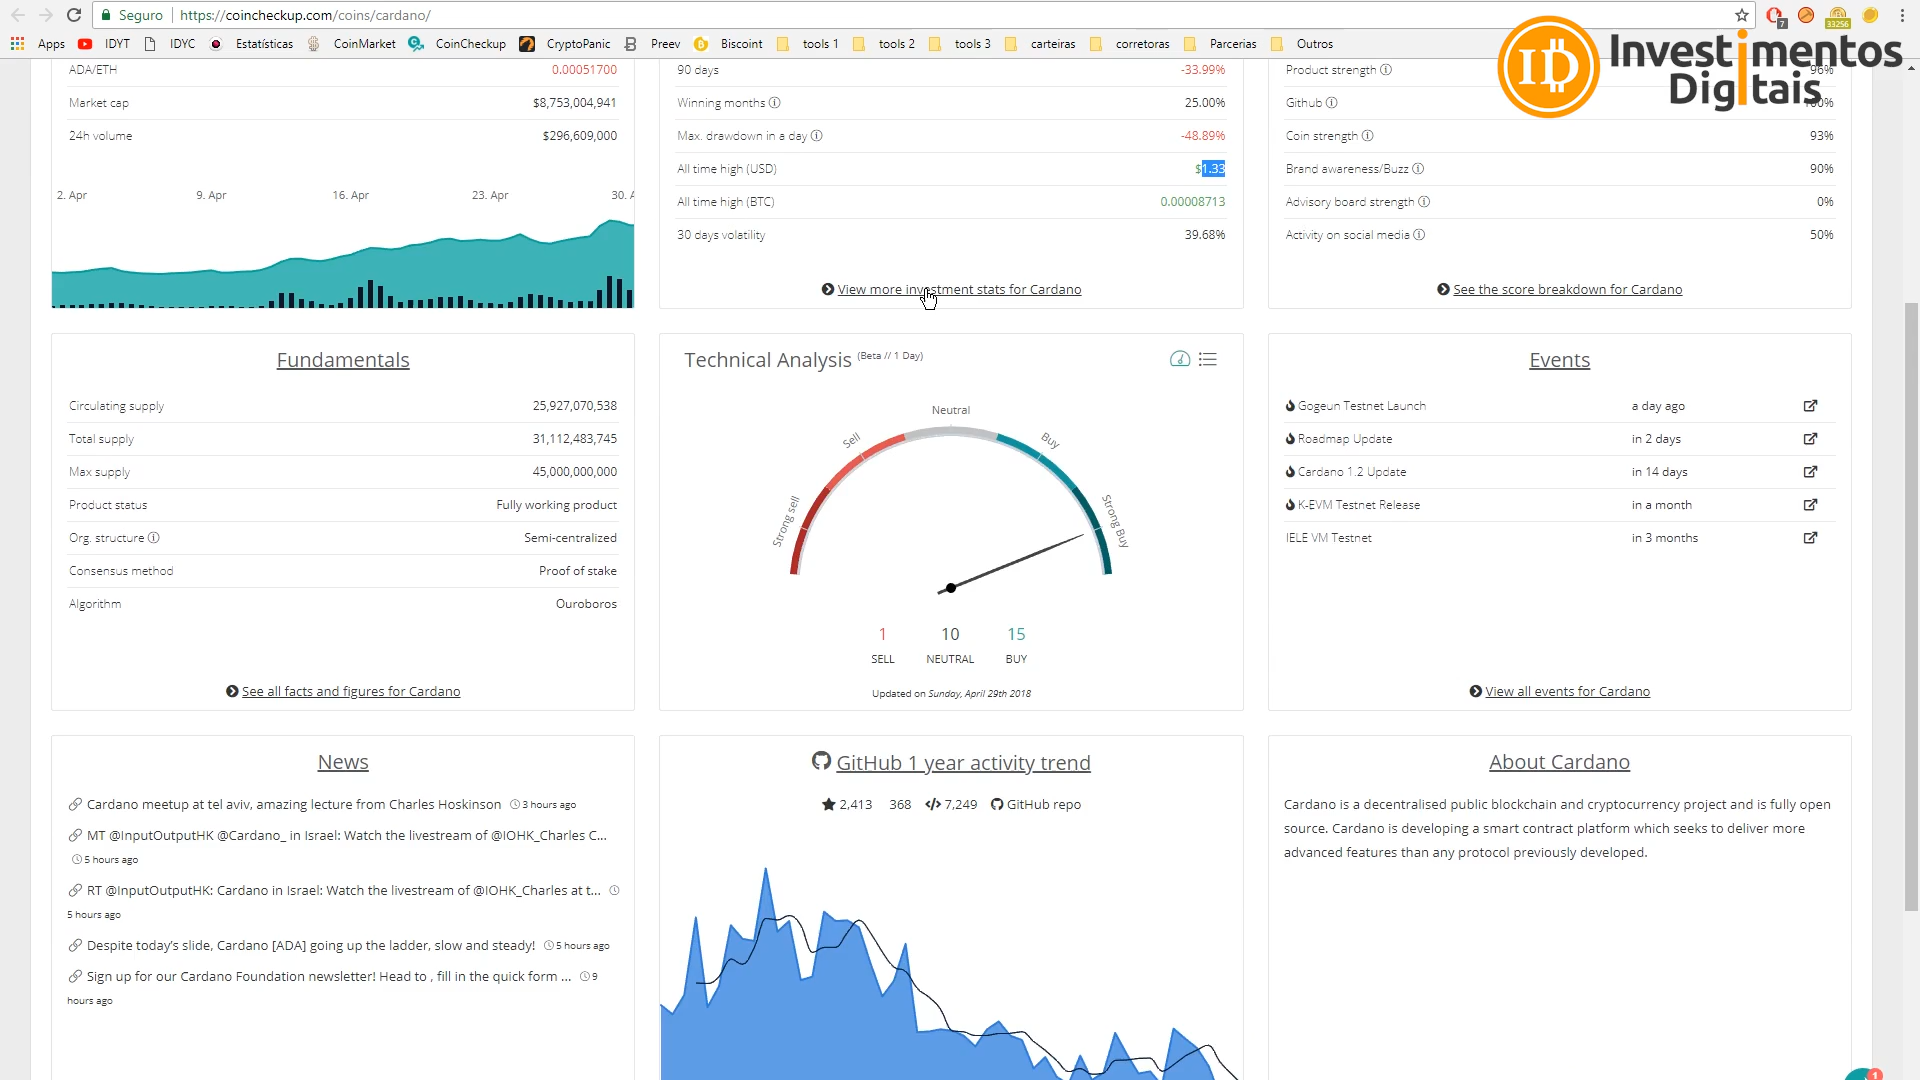 Seguro https://coincheckup.com/coins/cardano/
7
33256
Apps IDYT IDYC Estatísticas CoinMarket CoinCheckup CryptoPanic Preev Biscoint tools 1 tools 2 tools 3 carteiras corretoras Parcerias Outros
Investimentos
Digitais
ADA/ETH 0.00051700
Market cap $8,753,004,941
24h volume $296,609,000
2. Apr 9. Apr 16. Apr 23. Apr 30. A
90 days -33.99%
Winning months 25.00%
Max. drawdown in a day -48.89%
All time high (USD) $1.33
All time high (BTC) 0.00008713
30 days volatility 39.68%
View more investment stats for Cardano
Product strength 96%
Github
Coin strength 93%
Brand awareness/Buzz 90%
Advisory board strength 0%
Activity on social media 50%
See the score breakdown for Cardano
Fundamentals
Circulating supply 25,927,070,538
Total supply 31,112,483,745
Max supply 45,000,000,000
Product status Fully working product
Org. structure Semi-centralized
Consensus method Proof of stake
Algorithm Ouroboros
See all facts and figures for Cardano
Technical Analysis (Beta // 1 Day)
Neutral
Sell Buy
Strong sell Strong Buy
1 10 15
SELL NEUTRAL BUY
Updated on Sunday, April 29th 2018
Events
Gogeun Testnet Launch a day ago
Roadmap Update in 2 days
Cardano 1.2 Update in 14 days
K-EVM Testnet Release in a month
IELE VM Testnet in 3 months
View all events for Cardano
News
Cardano meetup at tel aviv, amazing lecture from Charles Hoskinson 3 hours ago
MT @InputOutputHK @Cardano_ in Israel: Watch the livestream of @IOHK_Charles C...
5 hours ago
RT @InputOutputHK: Cardano in Israel: Watch the livestream of @IOHK_Charles at t...
5 hours ago
Despite today's slide, Cardano [ADA] going up the ladder, slow and steady! 5 hours ago
Sign up for our Cardano Foundation newsletter! Head to , fill in the quick form ... 9
hours ago
GitHub 1 year activity trend
2,413 368 7,249 GitHub repo
About Cardano
Cardano is a decentralised public blockchain and cryptocurrency project and is fully open
source. Cardano is developing a smart contract platform which seeks to deliver more
advanced features than any protocol previously developed.
1